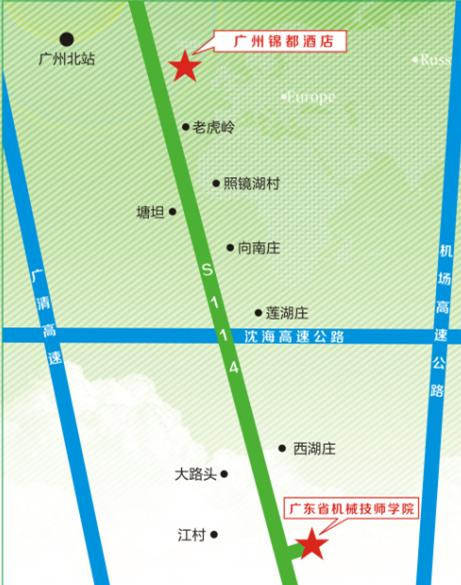 广州锦都酒店
广州北站
Russ
Europe
老虎岭
照镜湖村
塘坦
向南庄
S114
机场高速公路
广清高速
莲湖庄
沈海高速公路
西湖庄
大路头
广东省机械技师学院
江村